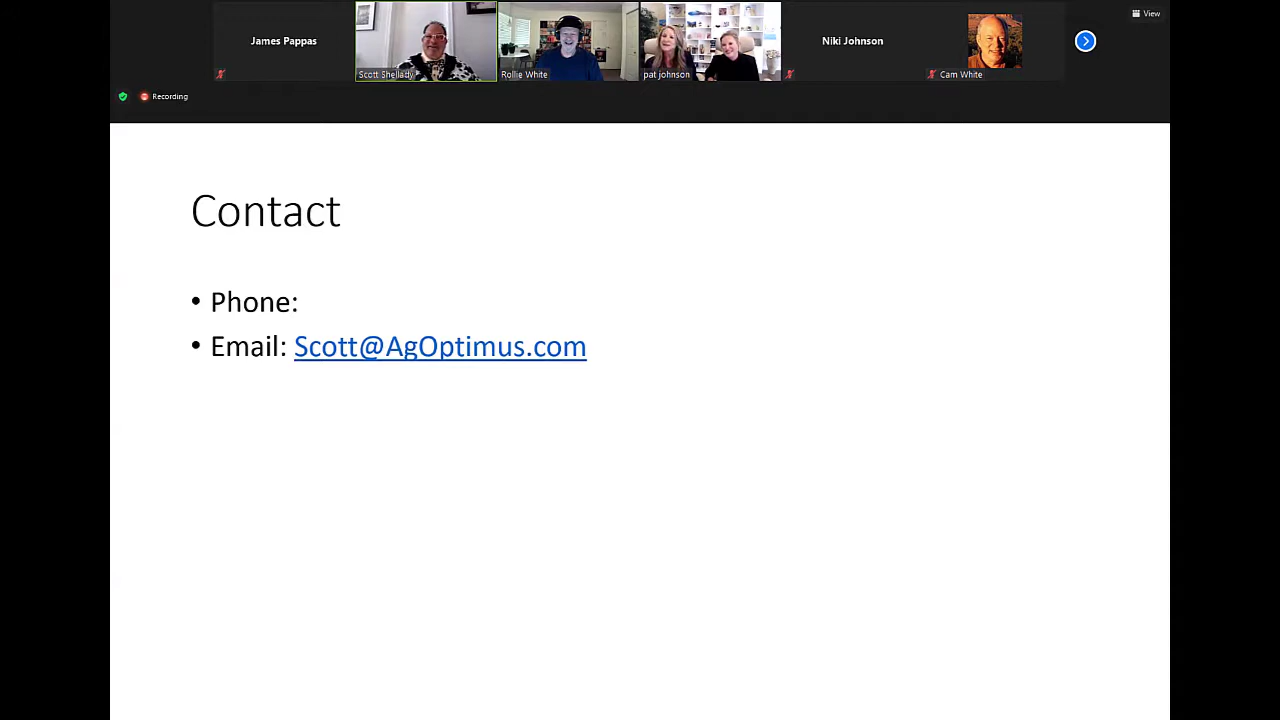 View
James Pappas
Niki Johnson
Scott Shellady
Rollie White
pat johnson
Cam White
Recording
Contact
• Phone:
• Email: Scott@AgOptimus.com